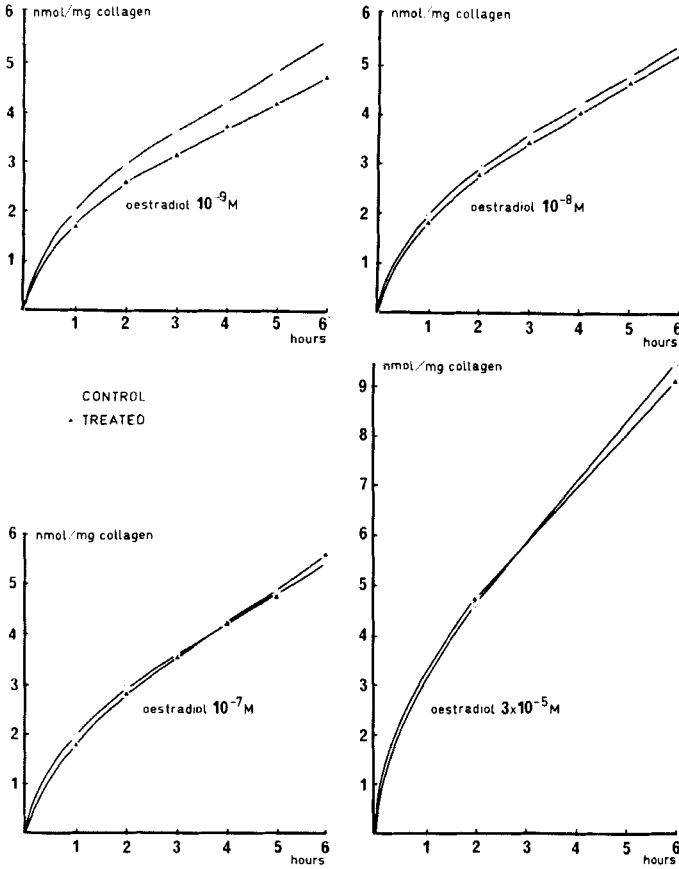 nmol/mg collagen
6
5
4
3
2
1
oestradiol 10⁻⁹M
1 2 3 4 5 6
hours
nmol/mg collagen
6
5
4
3
2
1
oestradiol 10⁻⁸M
1 2 3 4 5 6
hours
CONTROL
▲ TREATED
nmol/mg collagen
6
5
4
3
2
1
oestradiol 10⁻⁷M
1 2 3 4 5 6
hours
nmol/mg collagen
9
8
7
6
5
4
3
2
1
oestradiol 3x10⁻⁵M
1 2 3 4 5 6
hours